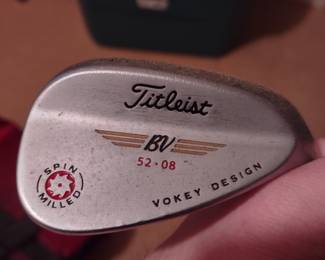 Titleist
BV
52·08
SPIN
MILLED
VOKEY DESIGN